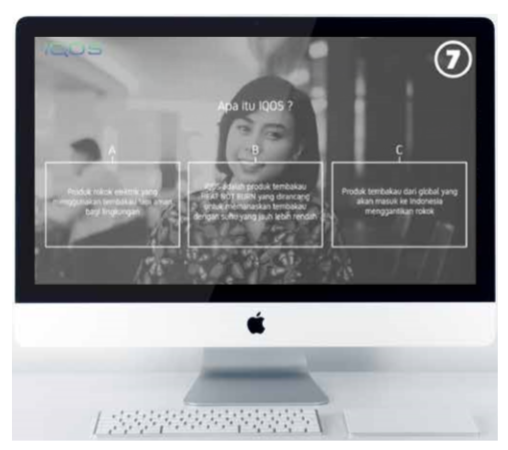 IQOS
7
Apa itu IQOS ?
A
B
C
Produk rokok elektrik yang
menggunakan tembakau tapi aman
bagi lingkungan
IQOS adalah produk tembakau
HEAT NOT BURN yang dirancang
untuk memanaskan tembakau
dengan suhu yang jauh lebih rendah
Produk tembakau dari global yang
akan masuk ke Indonesia
menggantikan rokok